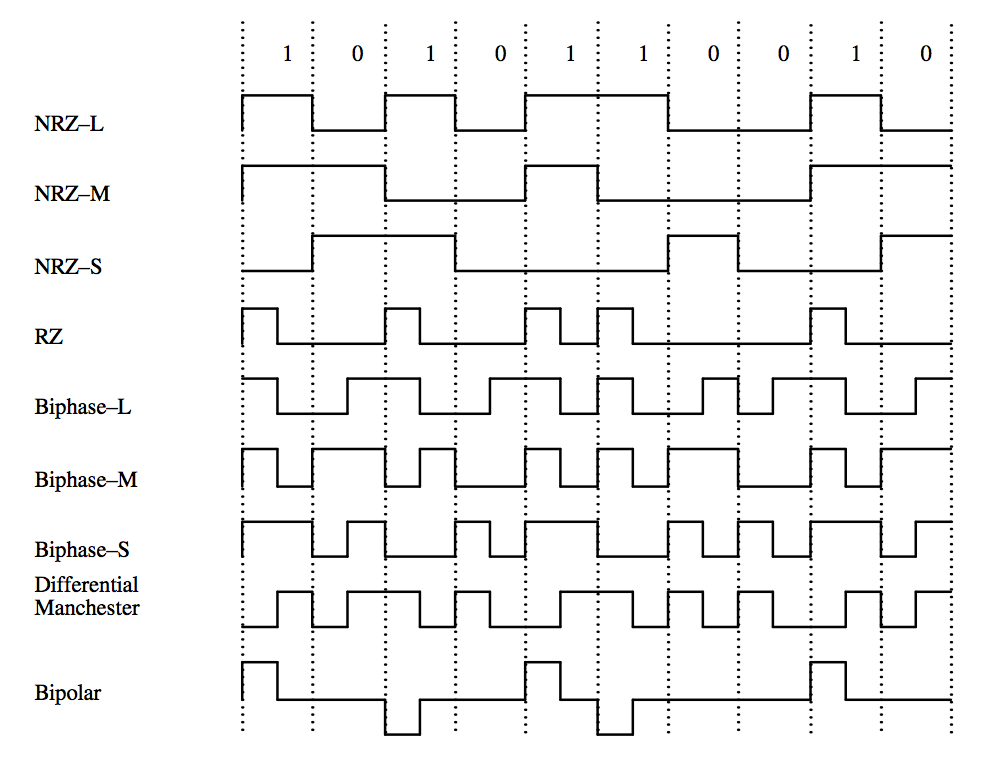 1 0 1 0 1 1 0 0 1 0
NRZ–L
NRZ–M
NRZ–S
RZ
Biphase–L
Biphase–M
Biphase–S
Differential
Manchester
Bipolar